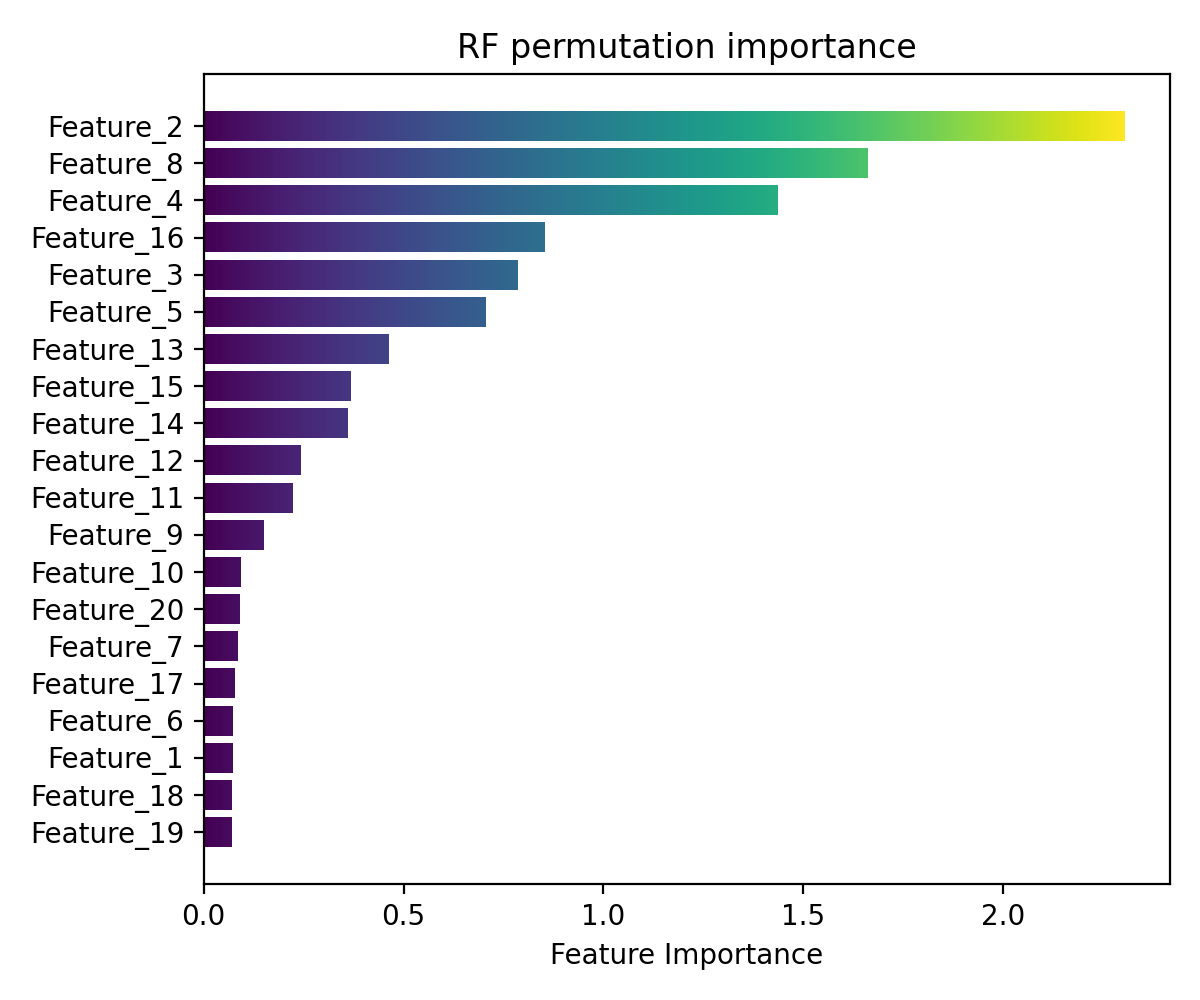 RF permutation importance
Feature_2
Feature_8
Feature_4
Feature_16
Feature_3
Feature_5
Feature_13
Feature_15
Feature_14
Feature_12
Feature_11
Feature_9
Feature_10
Feature_20
Feature_7
Feature_17
Feature_6
Feature_1
Feature_18
Feature_19
0.0 0.5 1.0 1.5 2.0
Feature Importance